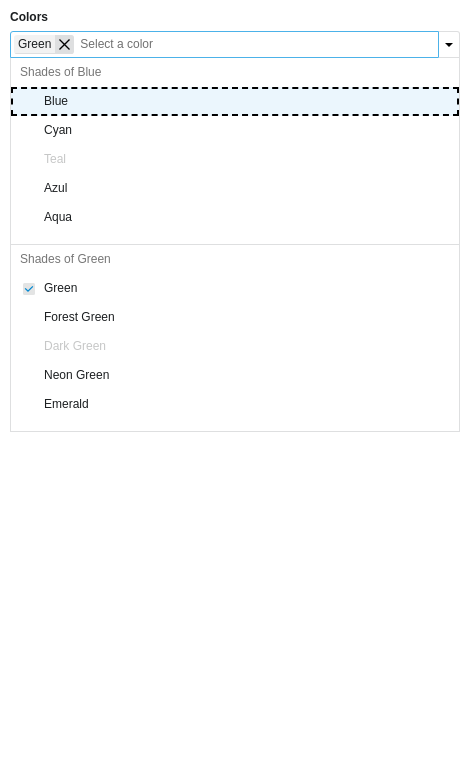 Colors
Green Select a color
Shades of Blue
Blue
Cyan
Teal
Azul
Aqua
Shades of Green
Green
Forest Green
Dark Green
Neon Green
Emerald